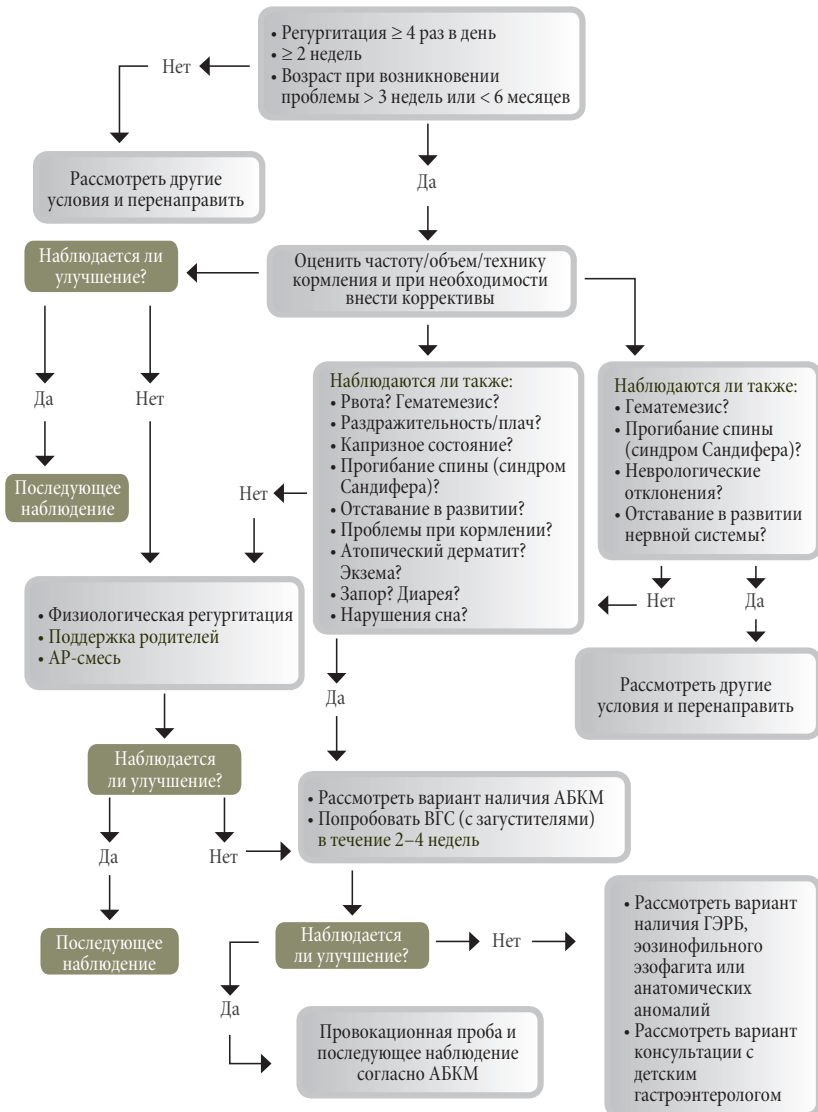 • Регургитация ≥ 4 раз в день
• ≥ 2 недель
• Возраст при возникновении
проблемы > 3 недель или < 6 месяцев
Нет
Да
Рассмотреть другие
условия и перенаправить
Наблюдается ли
улучшение?
Оценить частоту/объем/технику
кормления и при необходимости
внести коррективы
Да
Нет
Последующее
наблюдение
Наблюдаются ли также:
• Рвота? Гематемезис?
• Раздражительность/плач?
• Капризное состояние?
• Прогибание спины (синдром
Сандифера)?
• Отставание в развитии?
• Проблемы при кормлении?
• Атопический дерматит?
Экзема?
• Запор? Диарея?
• Нарушения сна?
Наблюдаются ли также:
• Гематемезис?
• Прогибание спины
(синдром Сандифера)?
• Неврологические
отклонения?
• Отставание в развитии
нервной системы?
Нет
Нет
Да
• Физиологическая регургитация
• Поддержка родителей
• АР-смесь
Да
Рассмотреть другие
условия и перенаправить
Наблюдается
ли улучшение?
Да
Нет
• Рассмотреть вариант наличия АБКМ
• Попробовать ВГС (с загустителями)
в течение 2–4 недель
Последующее
наблюдение
Наблюдается
ли улучшение?
Нет
Да
• Рассмотреть вариант
наличия ГЭРБ,
эозинофильного
эзофагита или
анатомических
аномалий
• Рассмотреть вариант
консультации с
детским
гастроэнтерологом
Провокационная проба и
последующее наблюдение
согласно АБКМ